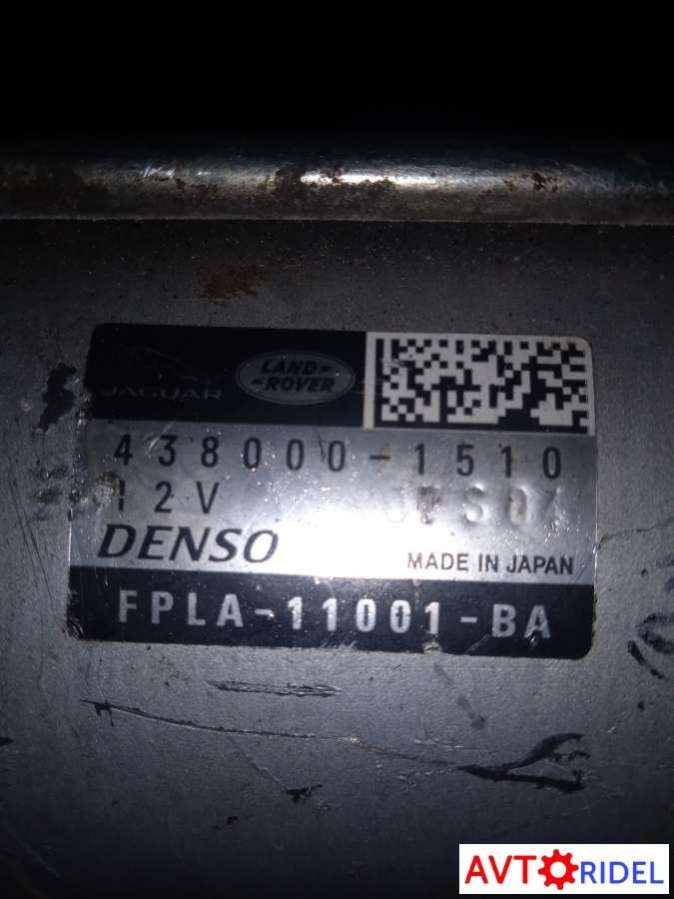 JAGUAR
LAND
ROVER
438000-1510
12V
DENSO
MADE IN JAPAN
FPLA-11001-BA
AVTORIDEL